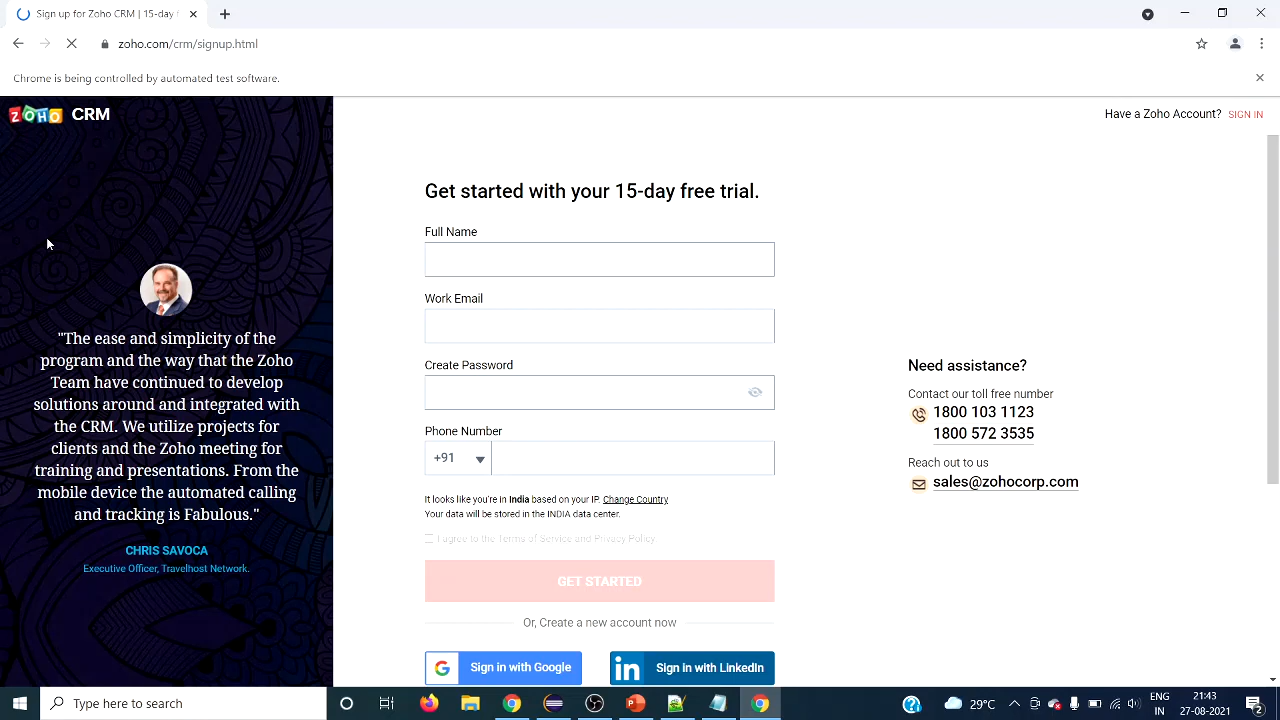 Zoho for Zoho CRM | 15-day f
zoho.com/crm/signup.html
Chrome is being controlled by automated test software.
ZOHO CRM
Have a Zoho Account? SIGN IN
"The ease and simplicity of the
program and the way that the Zoho
Team have continued to develop
solutions around and integrated with
the CRM. We utilize projects for
clients and the Zoho meeting for
training and presentations. From the
mobile device the automated calling
and tracking is Fabulous."
CHRIS SAVOCA
Executive Officer, Travelhost Network.
Get started with your 15-day free trial.
Full Name
Work Email
Create Password
Phone Number
+91
It looks like you're in India based on your IP. Change Country
Your data will be stored in the INDIA data center.
I agree to the Terms of Service and Privacy Policy.
GET STARTED
Or, Create a new account now
G Sign in with Google
in Sign in with LinkedIn
Need assistance?
Contact our toll free number
1800 103 1123
1800 572 3535
Reach out to us
sales@zohocorp.com
Type here to search
29°C
ENG
IN
21:43
27-08-2021
2